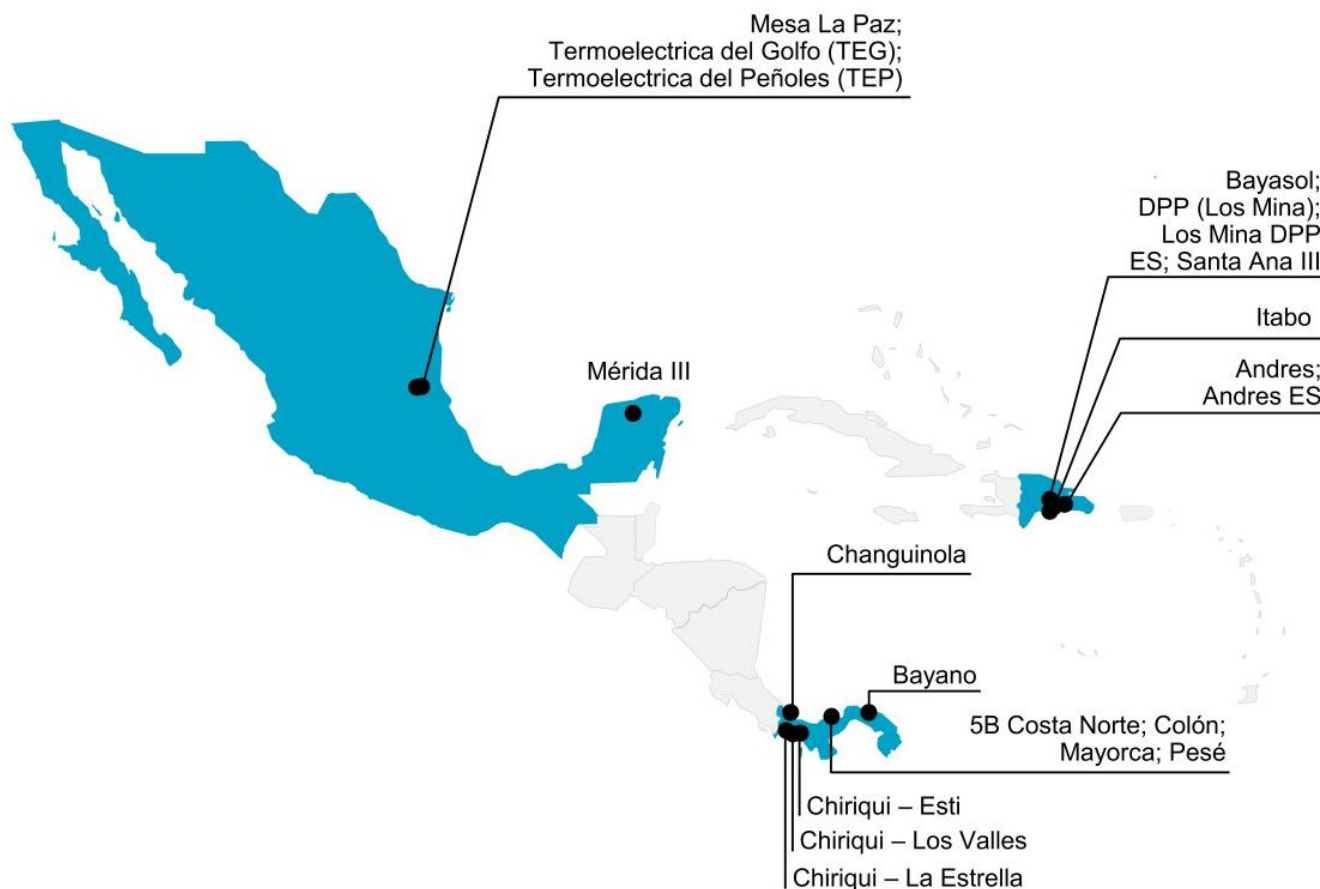 Mesa La Paz;
Termoelectrica del Golfo (TEG);
Termoelectrica del Peñoles (TEP)
Bayasol;
DPP (Los Mina);
Los Mina DPP
ES; Santa Ana III
Itabo
Mérida III
Andres;
Andres ES
Changuinola
Bayano
5B Costa Norte; Colón;
Mayorca; Pesé
Chiriqui – Esti
Chiriqui – Los Valles
Chiriqui – La Estrella